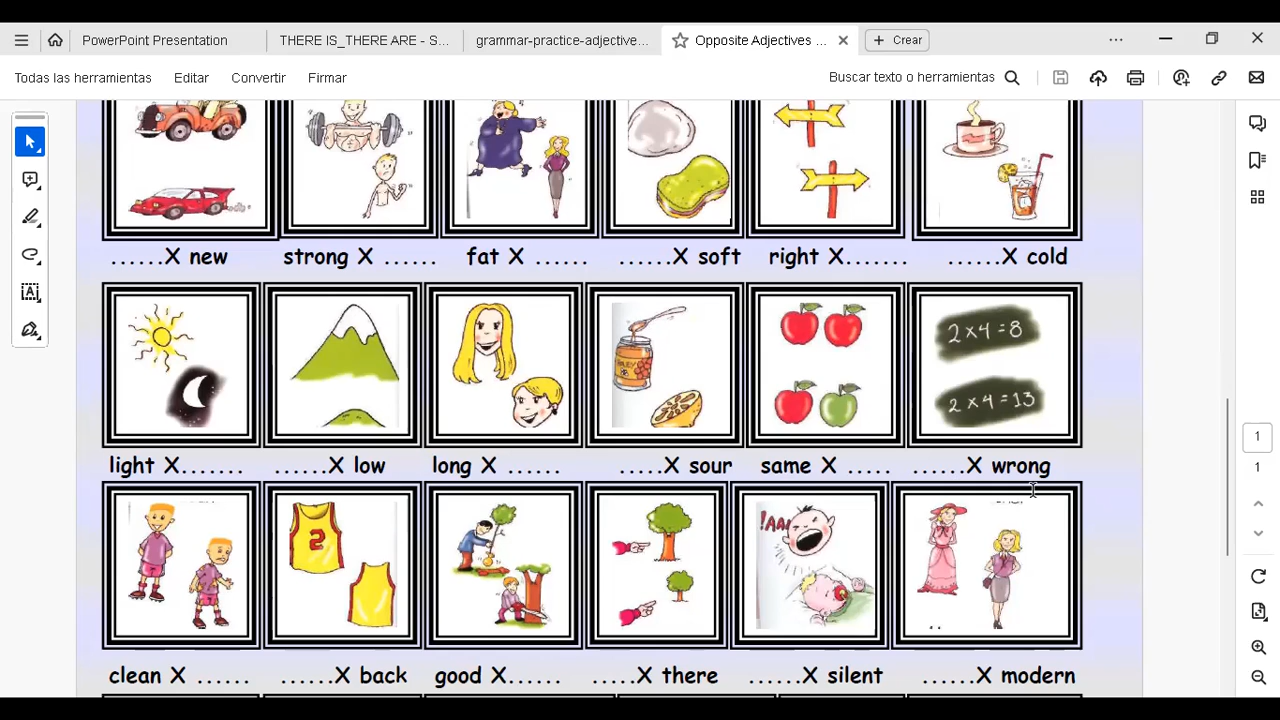 PowerPoint Presentation THERE IS_THERE ARE - S... grammar-practice-adjective... Opposite Adjectives ... + Crear
Todas las herramientas Editar Convertir Firmar Buscar texto o herramientas
......X new strong X ...... fat X ...... ......X soft right X....... ......X cold
2x4=8
2x4=13
light X....... ......X low long X ...... .....X sour same X ..... ......X wrong
2
!AA
clean X ...... ......X back good X...... .....X there ......X silent ......X modern
1
1